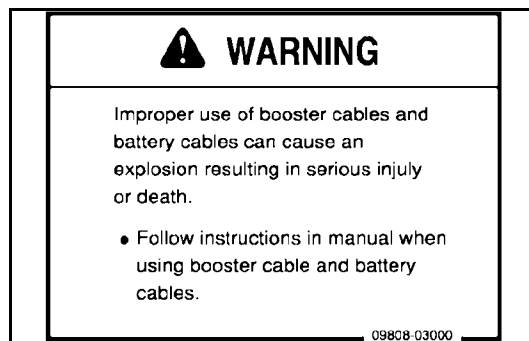 WARNING
Improper use of booster cables and
battery cables can cause an
explosion resulting in serious injuly
or death.
● Follow instructions in manual when
using booster cable and battery
cables.
09808-03000